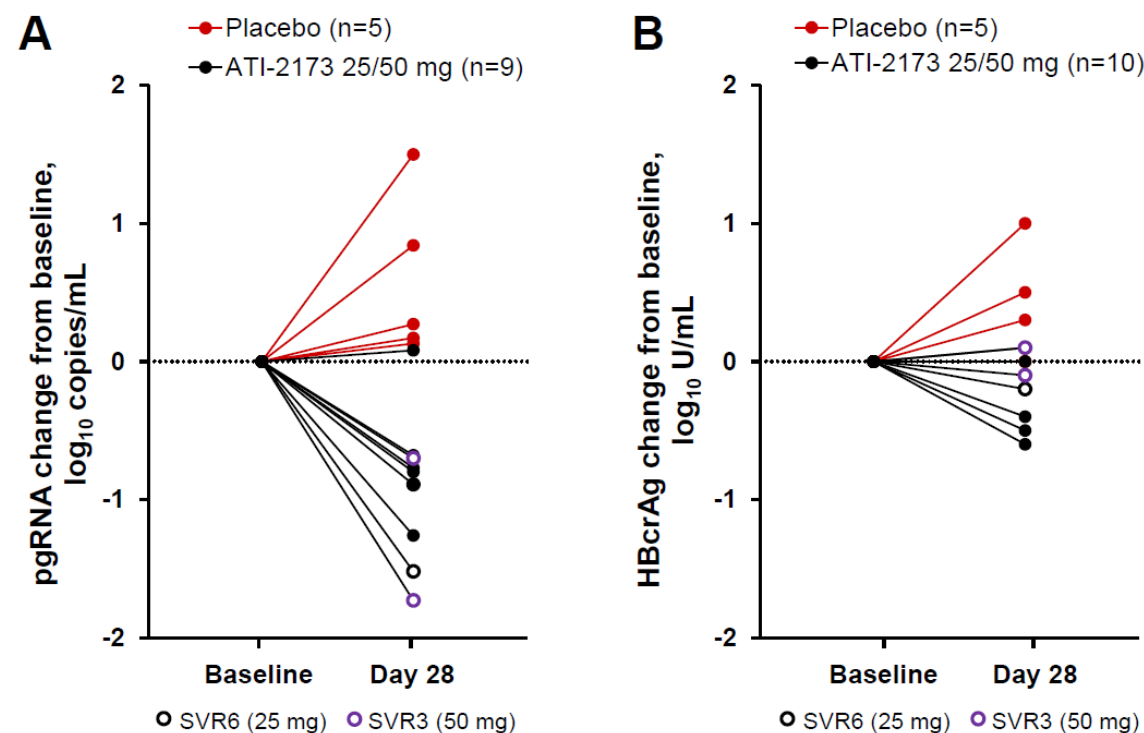 A
Placebo (n=5)
ATI-2173 25/50 mg (n=9)
pgRNA change from baseline,
log₁₀ copies/mL
2
1
0
-1
-2
Baseline
Day 28
SVR6 (25 mg)
SVR3 (50 mg)
B
Placebo (n=5)
ATI-2173 25/50 mg (n=10)
HBcrAg change from baseline,
log₁₀ U/mL
2
1
0
-1
-2
Baseline
Day 28
SVR6 (25 mg)
SVR3 (50 mg)